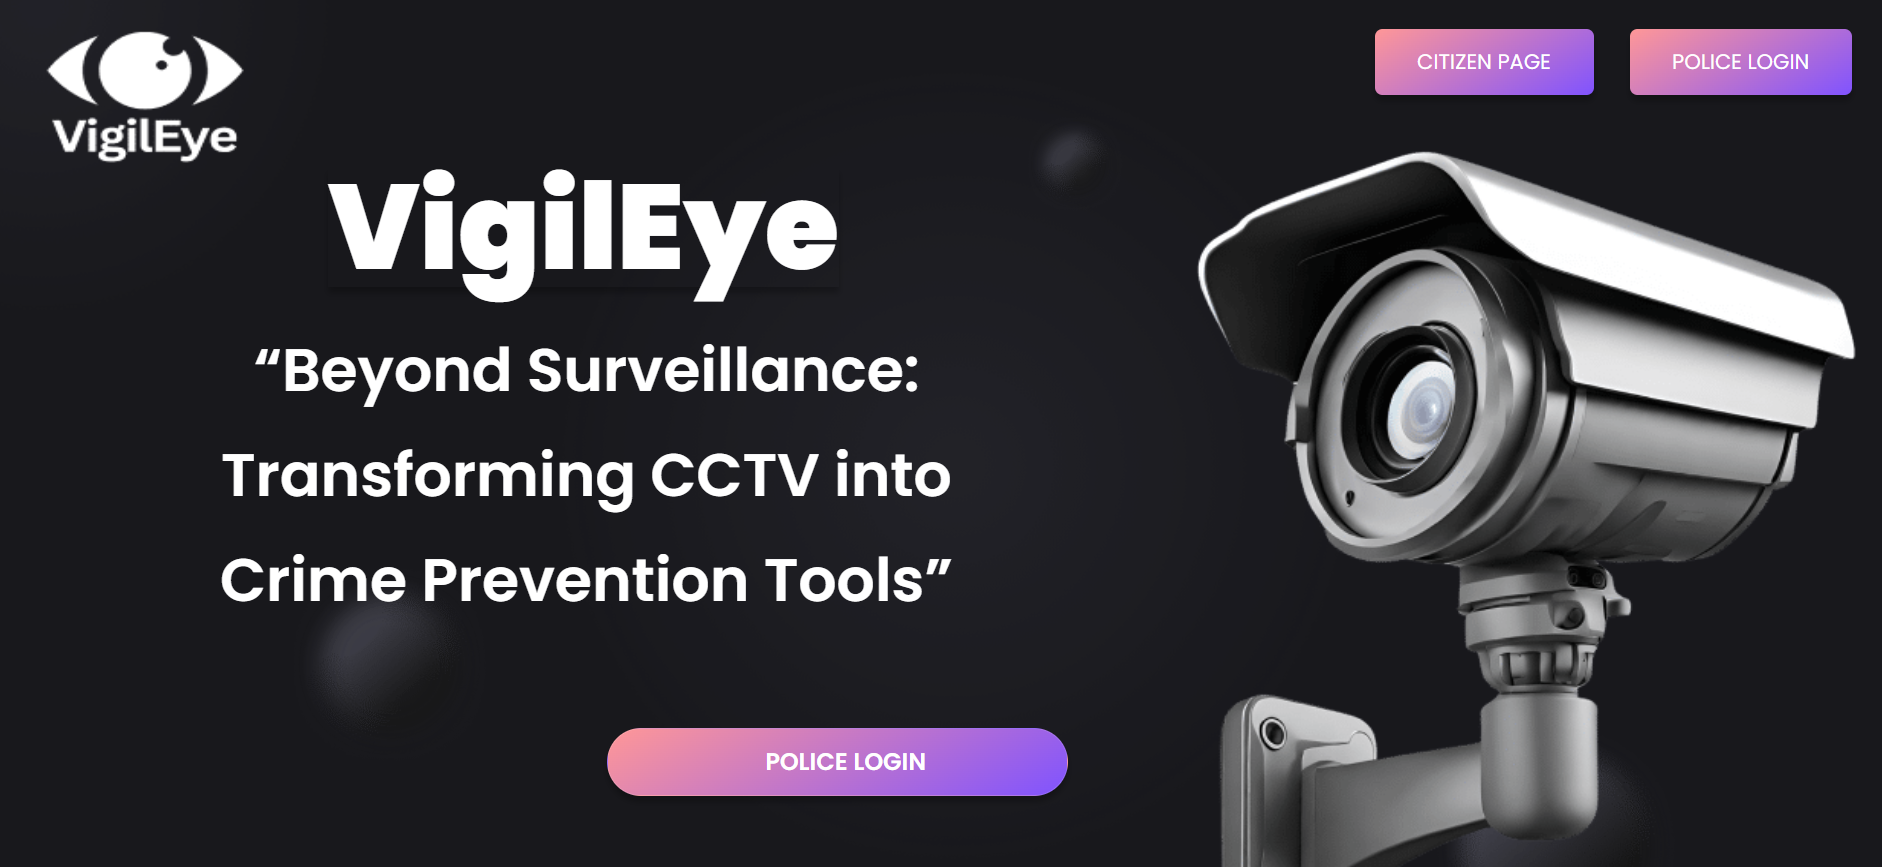 VigilEye
CITIZEN PAGE
POLICE LOGIN
VigilEye
“Beyond Surveillance:
Transforming CCTV into
Crime Prevention Tools”
POLICE LOGIN